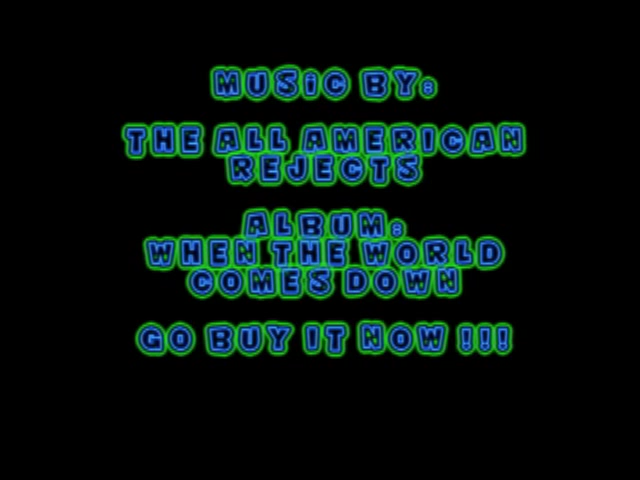 MUSiC BY:
THE ALL AMERICAN
REJECTS
ALBUM:
WHEN THE WORLD
COMES DOWN
GO BUY IT NOW !!!